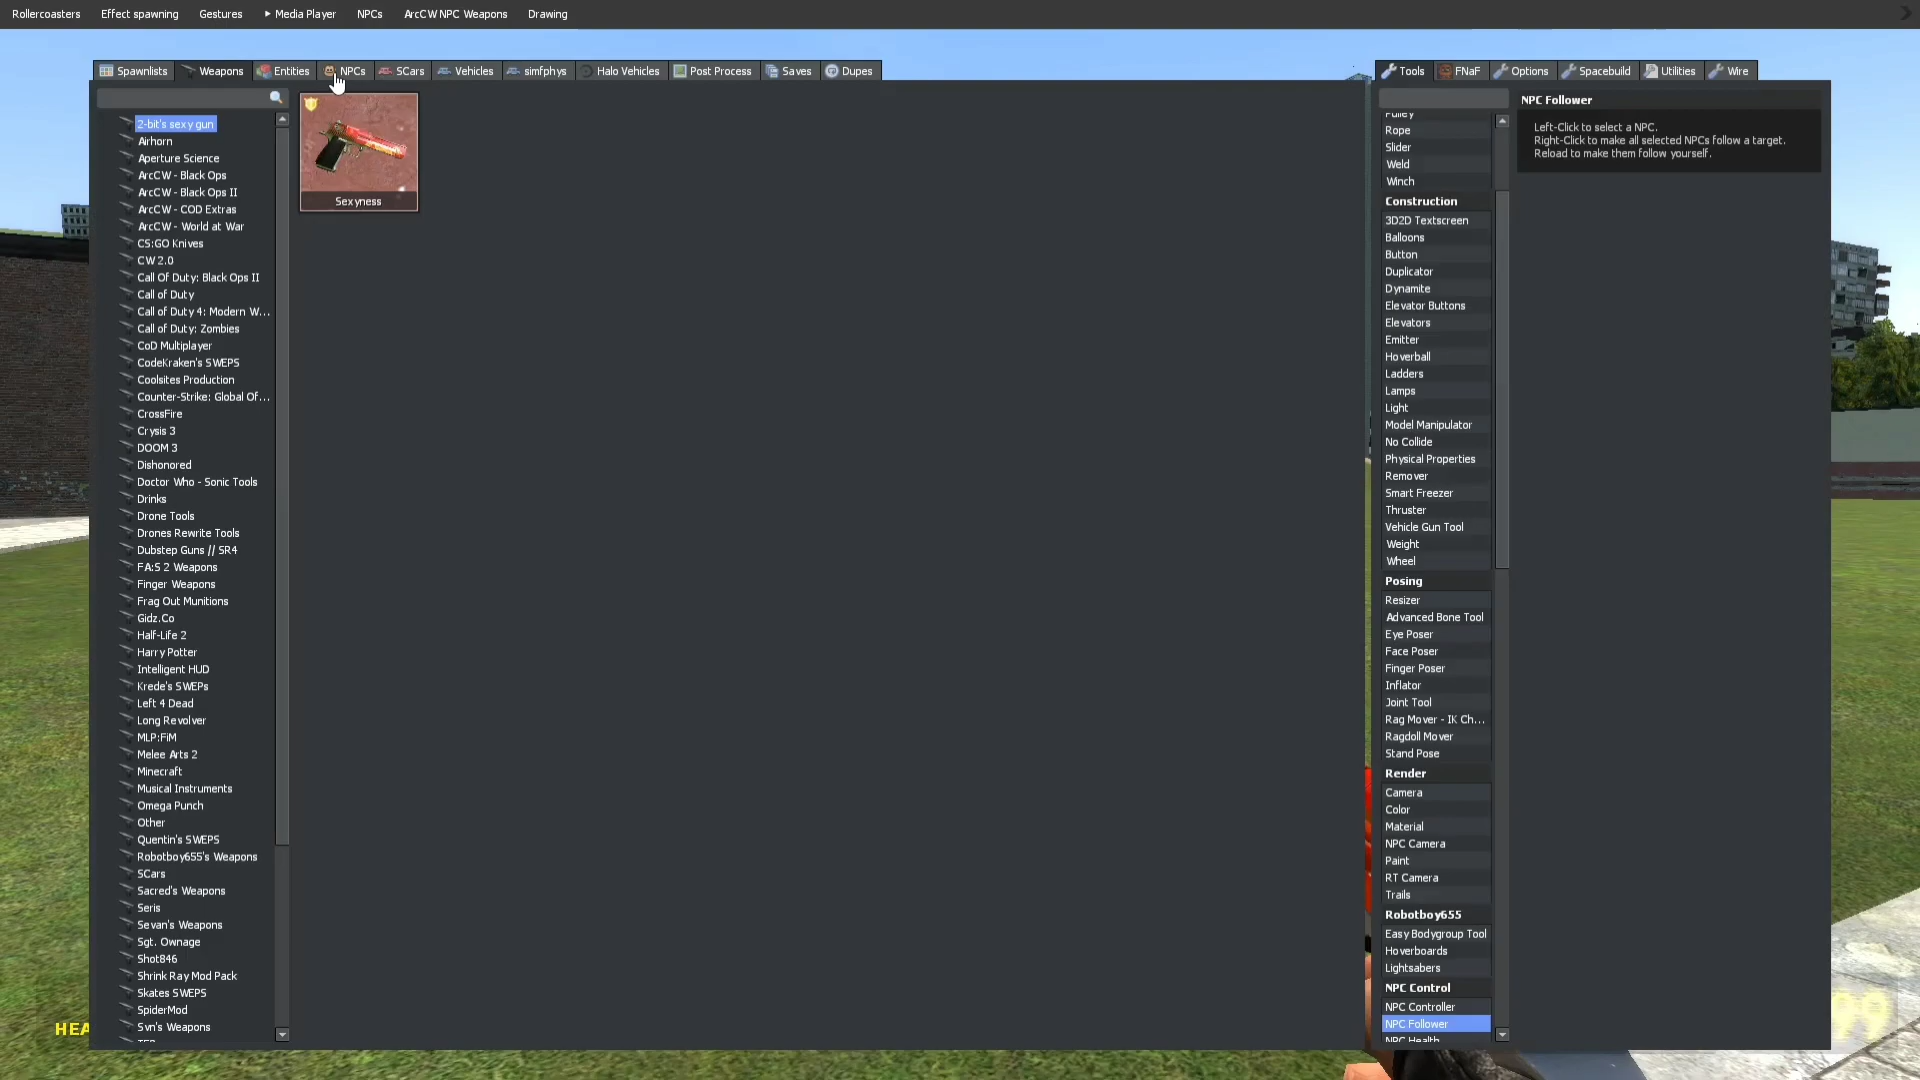 Rollercoasters
Effect spawning
Gestures
Media Player
NPCs
ArcCW NPC Weapons
Drawing
Spawnlists
Weapons
Entities
NPCs
SCars
Vehicles
simfphys
Halo Vehicles
Post Process
Saves
Dupes
2-bit's sexy gun
Airhorn
Aperture Science
ArcCW - Black Ops
ArcCW - Black Ops II
ArcCW - COD Extras
ArcCW - World at War
CS:GO Knives
CW 2.0
Call Of Duty: Black Ops II
Call of Duty
Call of Duty 4: Modern W...
Call of Duty: Zombies
CoD Multiplayer
CodeKraken's SWEPS
Coolsites Production
Counter-Strike: Global Of...
CrossFire
Crysis 3
DOOM 3
Dishonored
Doctor Who - Sonic Tools
Drinks
Drone Tools
Drones Rewrite Tools
Dubstep Guns // SR4
FA:S 2 Weapons
Finger Weapons
Frag Out Munitions
Gidz.Co
Half-Life 2
Harry Potter
Intelligent HUD
Krede's SWEPs
Left 4 Dead
Long Revolver
MLP:FiM
Melee Arts 2
Minecraft
Musical Instruments
Omega Punch
Other
Quentin's SWEPS
Robotboy655's Weapons
SCars
Sacred's Weapons
Seris
Sevan's Weapons
Sgt. Ownage
Shot846
Shrink Ray Mod Pack
Skates SWEPS
SpiderMod
Svn's Weapons
Sexyness
HEA
Tools
FNaF
Options
Spacebuild
Utilities
Wire
Pulley
Rope
Slider
Weld
Winch
Construction
3D2D Textscreen
Balloons
Button
Duplicator
Dynamite
Elevator Buttons
Elevators
Emitter
Hoverball
Ladders
Lamps
Light
Model Manipulator
No Collide
Physical Properties
Remover
Smart Freezer
Thruster
Vehicle Gun Tool
Weight
Wheel
Posing
Resizer
Advanced Bone Tool
Eye Poser
Face Poser
Finger Poser
Inflator
Joint Tool
Rag Mover - IK Ch...
Ragdoll Mover
Stand Pose
Render
Camera
Color
Material
NPC Camera
Paint
RT Camera
Trails
Robotboy655
Easy Bodygroup Tool
Hoverboards
Lightsabers
NPC Control
NPC Controller
NPC Follower
NPC Health
NPC Follower
Left-Click to select a NPC.
Right-Click to make all selected NPCs follow a target.
Reload to make them follow yourself.